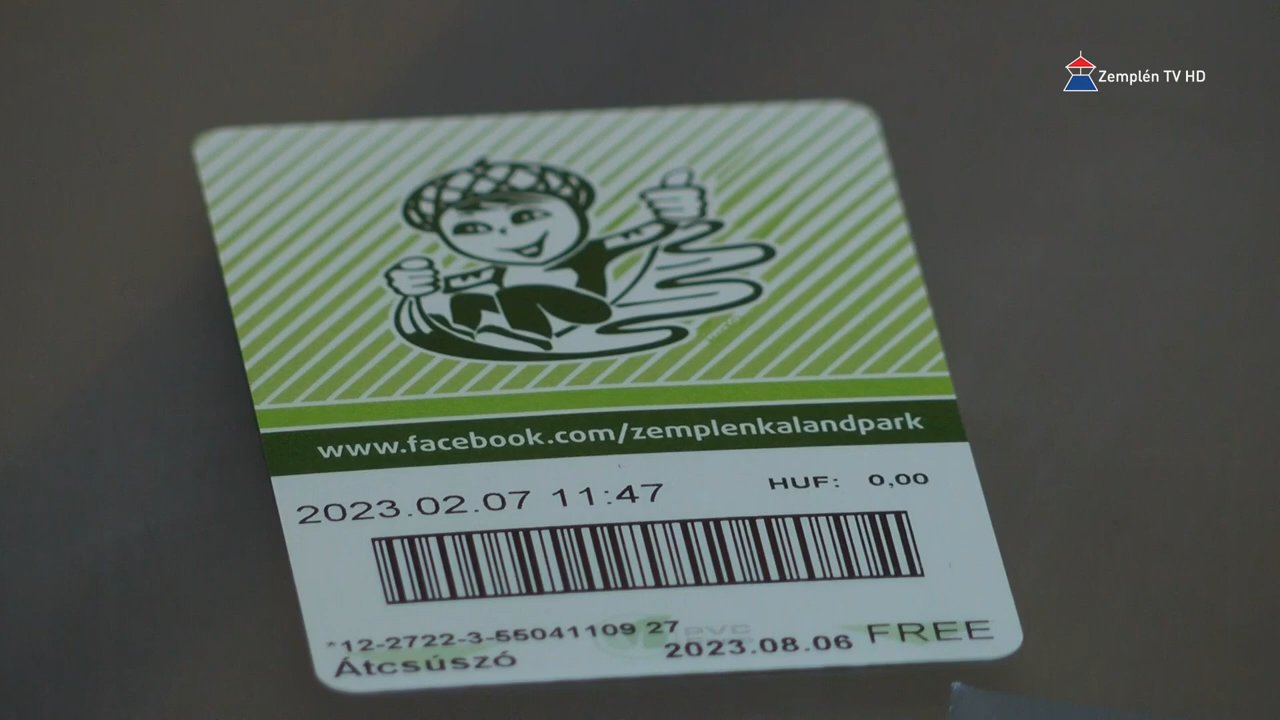 Zemplén TV HD
www.facebook.com/zemplenkalandpark
2023.02.07 11:47 HUF: 0,00
*12-2722-3-55041109 27
Átcsúszó 2023.08.06 FREE